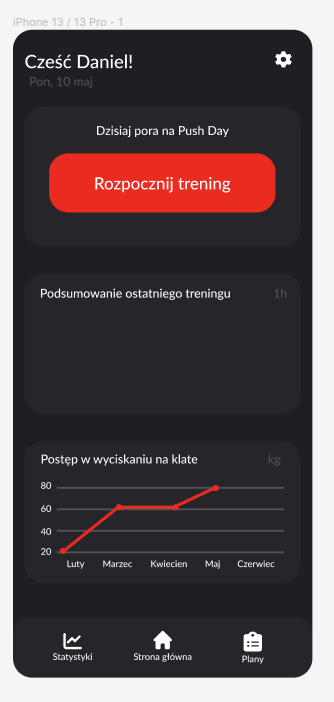 iPhone 13 / 13 Pro - 1
Cześć Daniel!
Pon, 10 maj
Dzisiaj pora na Push Day
Rozpocznij trening
Podsumowanie ostatniego treningu 1h
Postęp w wyciskaniu na klate kg
80
60
40
20
Luty Marzec Kwiecien Maj Czerwiec
Statystyki Strona główna Plany